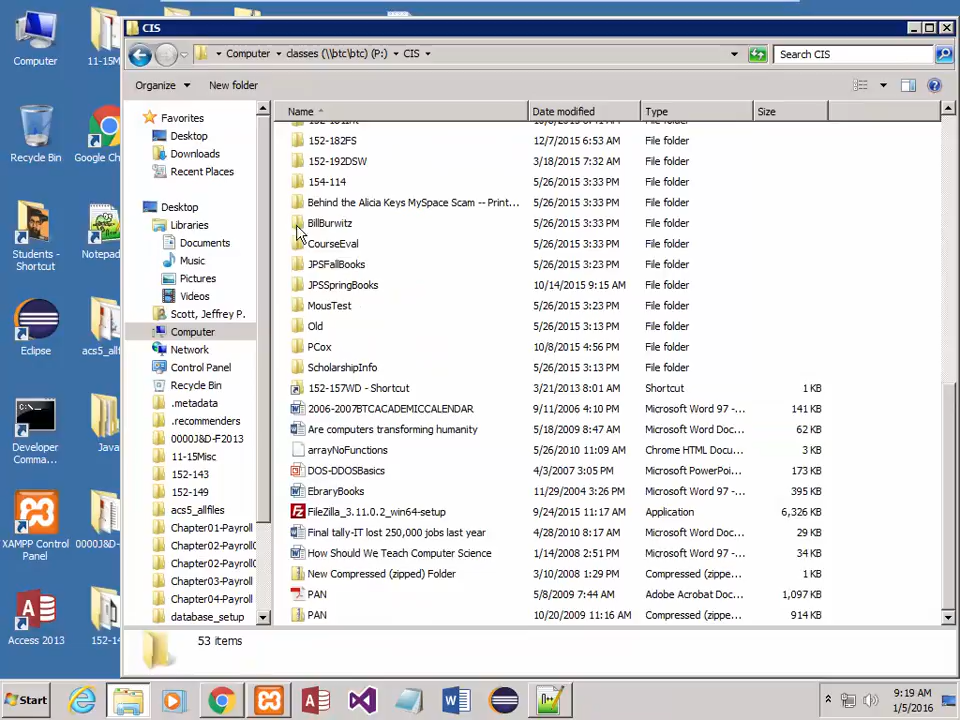 CIS
Computer
classes (\\btc\btc) (P:)
CIS
Search CIS
Organize
New folder
Name
Date modified
Type
Size
Favorites
Desktop
Downloads
Recent Places
Desktop
Libraries
Documents
Music
Pictures
Videos
Scott, Jeffrey P.
Computer
Network
Control Panel
Recycle Bin
.metadata
.recommenders
0000J&D-F2013
11-15Misc
152-143
152-149
acs5_allfiles
Chapter01-Payroll
Chapter02-Payroll
Chapter02-Payroll
Chapter03-Payroll
Chapter04-Payroll
database_setup
152-182FS 12/7/2015 6:53 AM File folder
152-192DSW 3/18/2015 7:32 AM File folder
154-114 5/26/2015 3:33 PM File folder
Behind the Alicia Keys MySpace Scam -- Print... 5/26/2015 3:33 PM File folder
BillBurwitz 5/26/2015 3:33 PM File folder
CourseEval 5/26/2015 3:33 PM File folder
JPSFallBooks 5/26/2015 3:33 PM File folder
JPSSpringBooks 10/14/2015 9:15 AM File folder
MousTest 5/26/2015 3:23 PM File folder
Old 5/26/2015 3:13 PM File folder
PCox 10/8/2015 4:56 PM File folder
ScholarshipInfo 5/26/2015 3:13 PM File folder
152-157WD - Shortcut 3/21/2013 8:01 AM Shortcut 1 KB
2006-2007BTCACADEMICCALENDAR 9/11/2006 4:10 PM Microsoft Word 97 -... 141 KB
Are computers transforming humanity 5/18/2009 8:47 AM Microsoft Word Doc... 62 KB
arrayNoFunctions 5/26/2010 11:09 AM Chrome HTML Docu... 3 KB
DOS-DDOSBasics 4/3/2007 3:05 PM Microsoft PowerPoi... 173 KB
EbraryBooks 11/29/2004 3:26 PM Microsoft Word 97 -... 395 KB
FileZilla_3.11.0.2_win64-setup 9/24/2015 11:17 AM Application 6,326 KB
Final tally-IT lost 250,000 jobs last year 4/28/2010 8:17 AM Microsoft Word Doc... 29 KB
How Should We Teach Computer Science 1/14/2008 2:51 PM Microsoft Word 97 -... 34 KB
New Compressed (zipped) Folder 3/10/2008 1:29 PM Compressed (zippe... 1 KB
PAN 5/8/2009 7:44 AM Adobe Acrobat Doc... 1,097 KB
PAN 10/20/2009 11:16 AM Compressed (zippe... 914 KB
53 items
Computer
11-15M
Recycle Bin
Google Ch
Students -
Shortcut
Notepad
Eclipse
acs5_al
Developer
Comma...
Java
XAMPP Control
Panel
0000J&D-
Access 2013
152-14
Start
9:19 AM
1/5/2016